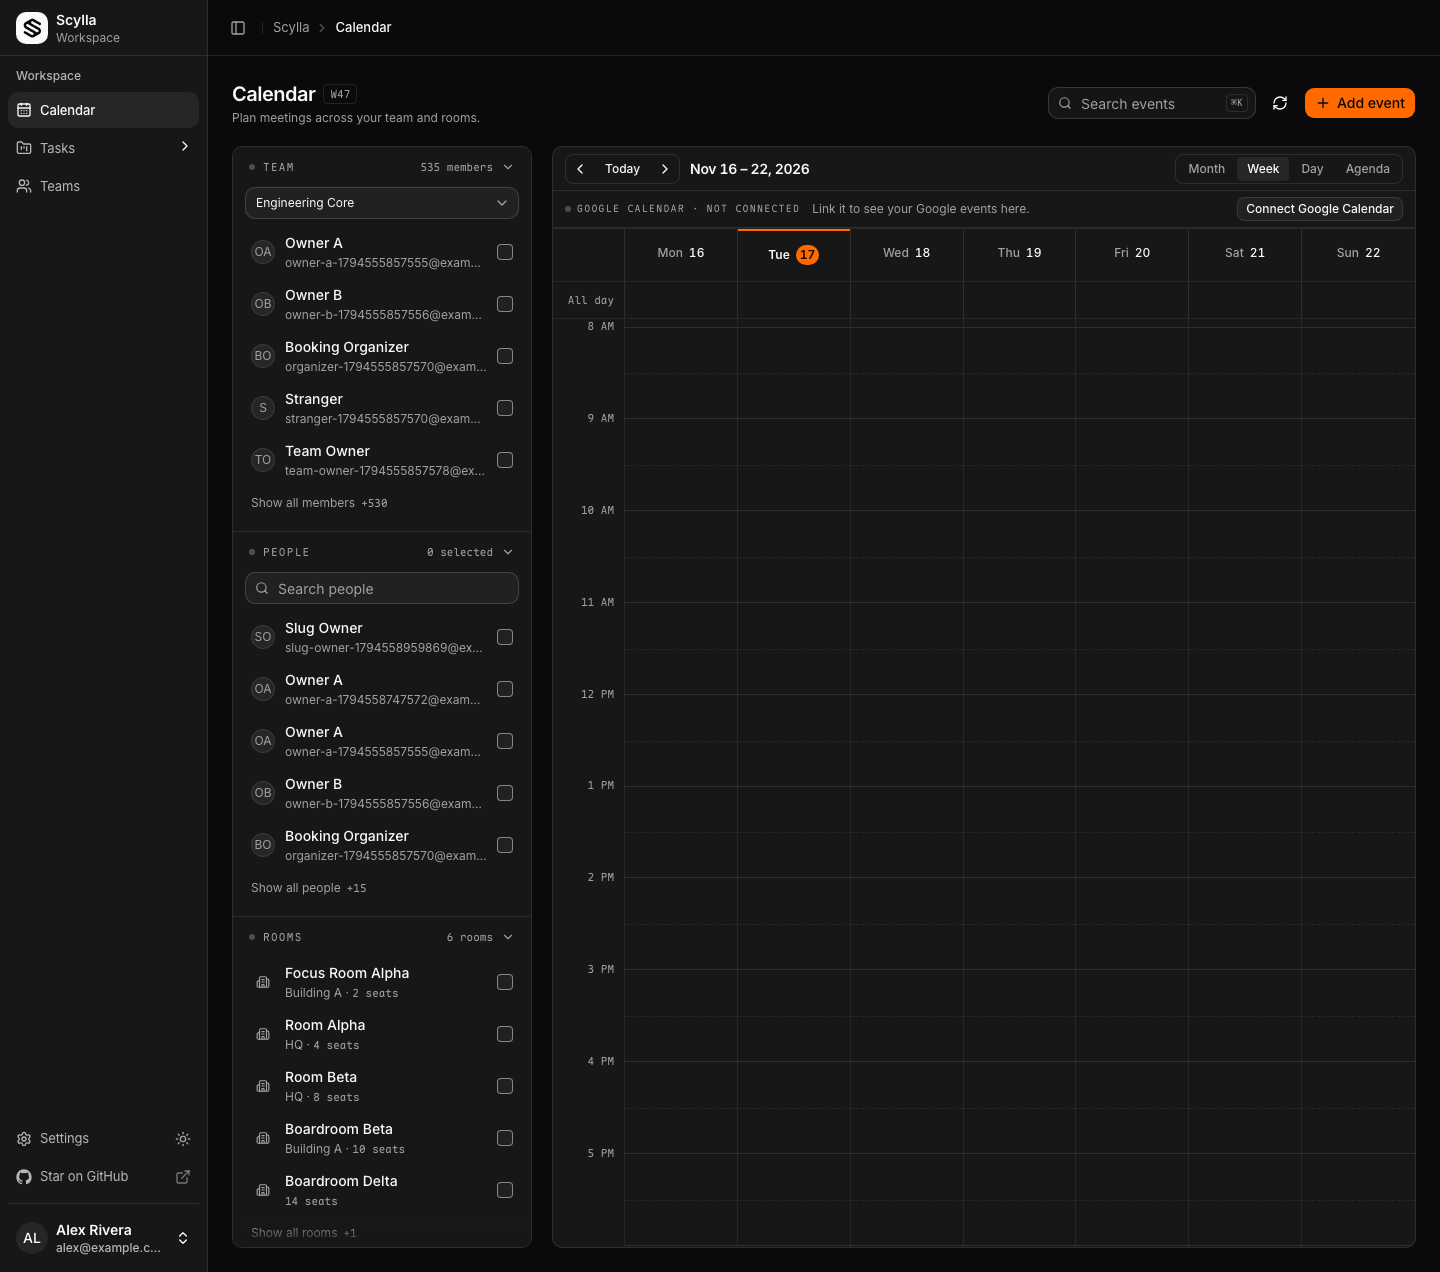 Scylla
Workspace
Workspace
Calendar
Tasks
Teams
Settings
Star on GitHub
AL
Alex Rivera
alex@example.c...
Scylla
Calendar
Calendar W47
Plan meetings across your team and rooms.
Search events
⌘K
Add event
TEAM
535 members
Engineering Core
OA
Owner A
owner-a-1794555857555@exam...
OB
Owner B
owner-b-1794555857556@exam...
BO
Booking Organizer
organizer-1794555857570@exam...
S
Stranger
stranger-1794555857570@exam...
TO
Team Owner
team-owner-1794555857578@ex...
Show all members +530
PEOPLE
0 selected
Search people
SO
Slug Owner
slug-owner-1794558959869@ex...
OA
Owner A
owner-a-1794558747572@exam...
OA
Owner A
owner-a-1794555857555@exam...
OB
Owner B
owner-b-1794555857556@exam...
BO
Booking Organizer
organizer-1794555857570@exam...
Show all people +15
ROOMS
6 rooms
Focus Room Alpha
Building A · 2 seats
Room Alpha
HQ · 4 seats
Room Beta
HQ · 8 seats
Boardroom Beta
Building A · 10 seats
Boardroom Delta
14 seats
Show all rooms +1
Today
Nov 16 – 22, 2026
Month
Week
Day
Agenda
GOOGLE CALENDAR · NOT CONNECTED Link it to see your Google events here.
Connect Google Calendar
Mon 16
Tue 17
Wed 18
Thu 19
Fri 20
Sat 21
Sun 22
All day
8 AM
9 AM
10 AM
11 AM
12 PM
1 PM
2 PM
3 PM
4 PM
5 PM